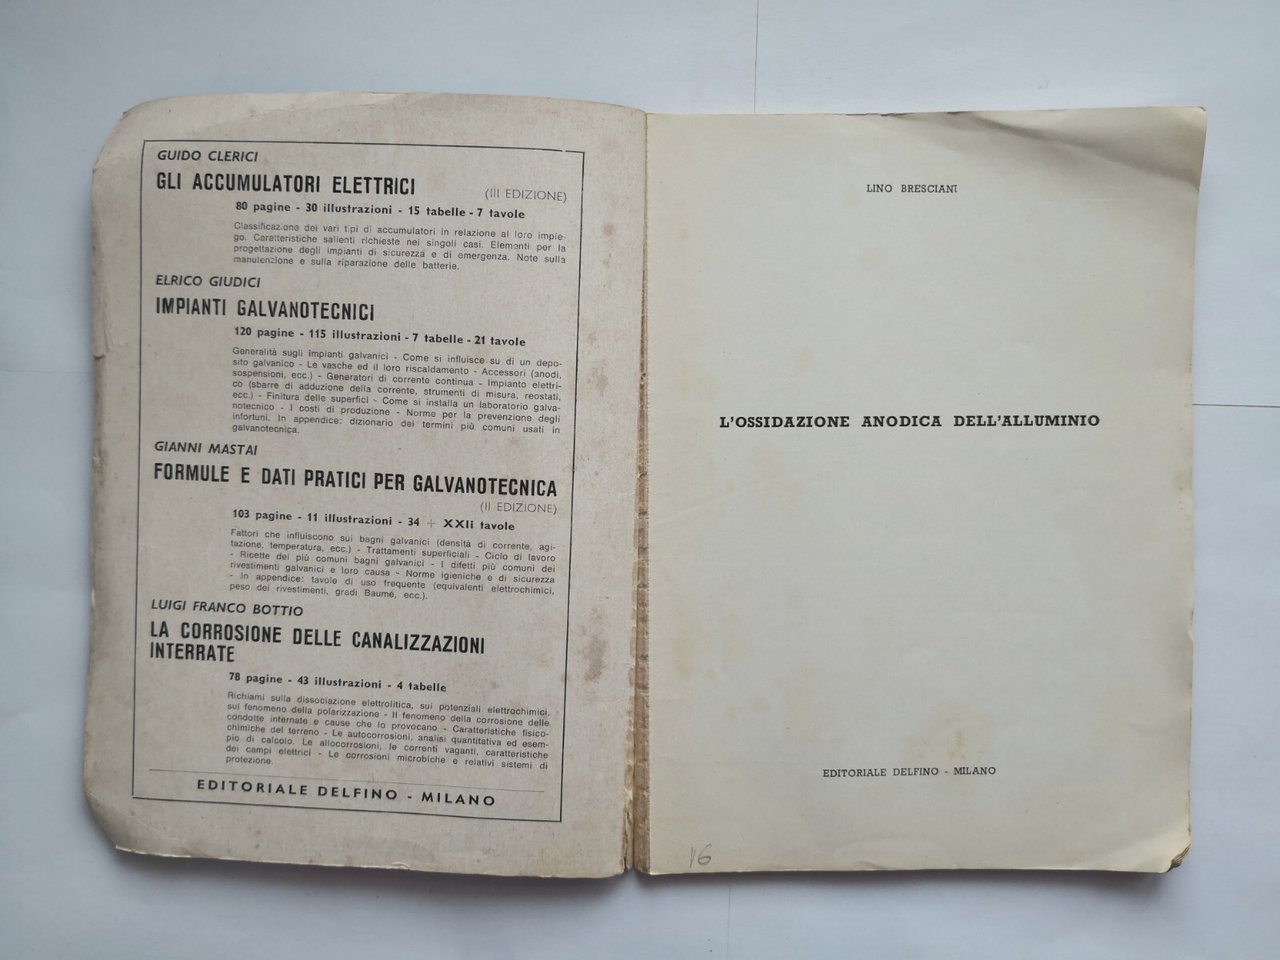 GUIDO CLERICI
GLI ACCUMULATORI ELETTRICI
(III EDIZIONE)
80 pagine - 30 illustrazioni - 15 tabelle - 7 tavole
Classificazione dei vari tipi di accumulatori in relazione al loro impie-
go. Caratteristiche salienti richieste nei singoli casi. Elementi per la
progettazione degli impianti di sicurezza e di emergenza. Note sulla
manutenzione e sulla riparazione delle batterie.
ELRICO GIUDICI
IMPIANTI GALVANOTECNICI
120 pagine - 115 illustrazioni - 7 tabelle - 21 tavole
Generalità sugli impianti galvanici - Come si influisce su di un depo-
sito galvanico - Le vasche ed il loro riscaldamento - Accessori (anodi,
sospensioni, ecc.) - Generatori di corrente continua - Impianto elettri-
co (sbarre di adduzione della corrente, strumenti di misura, reostati,
ecc.) - Finitura delle superfici - Come si installa un laboratorio galva-
notecnico - I costi di produzione - Norme per la prevenzione degli
infortuni. In appendice: dizionario dei termini più comuni usati in
galvanotecnica.
GIANNI MASTAI
FORMULE E DATI PRATICI PER GALVANOTECNICA
(II EDIZIONE)
103 pagine - 11 illustrazioni - 34 ÷ XXIi tavole
Fattori che influiscono sui bagni galvanici (densità di corrente, agi-
tazione, temperatura, ecc.) - Trattamenti superficiali - Ciclo di lavoro
- Ricette dei più comuni bagni galvanici - I difetti più comuni dei
rivestimenti galvanici e loro causa - Norme igieniche e di sicurezza
- In appendice: tavole di uso frequente (equivalenti elettrochimici,
peso dei rivestimenti, gradi Baumé, ecc.).
LUIGI FRANCO BOTTIO
LA CORROSIONE DELLE CANALIZZAZIONI
INTERRATE
78 pagine - 43 illustrazioni - 4 tabelle
Richiami sulla dissociazione elettrolitica, sui potenziali elettrochimici,
sul fenomeno della polarizzazione - Il fenomeno della corrosione delle
condotte internate e cause che lo provocano - Caratteristiche fisico-
chimiche del terreno - Le autocorrosioni, analisi quantitativa ed esem-
pio di calcolo. Le allocorrosioni, le correnti vaganti, caratteristiche
dei campi elettrici - Le corrosioni microbiche e relativi sistemi di
protezione.
EDITORIALE DELFINO - MILANO
LINO BRESCIANI
L'OSSIDAZIONE ANODICA DELL'ALLUMINIO
EDITORIALE DELFINO - MILANO